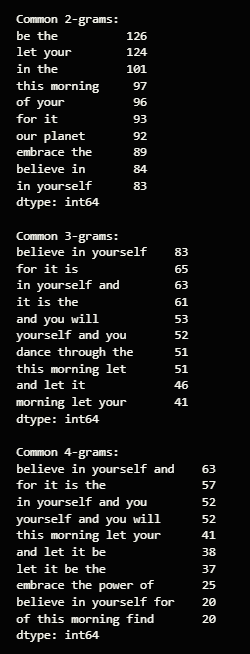 Common 2-grams:
be the 126
let your 124
in the 101
this morning 97
of your 96
for it 93
our planet 92
embrace the 89
believe in 84
in yourself 83
dtype: int64
Common 3-grams:
believe in yourself 83
for it is 65
in yourself and 63
it is the 61
and you will 53
yourself and you 52
dance through the 51
this morning let 51
and let it 46
morning let your 41
dtype: int64
Common 4-grams:
believe in yourself and 63
for it is the 57
in yourself and you 52
yourself and you will 52
this morning let your 41
and let it be 38
let it be the 37
embrace the power of 25
believe in yourself for 20
of this morning find 20
dtype: int64